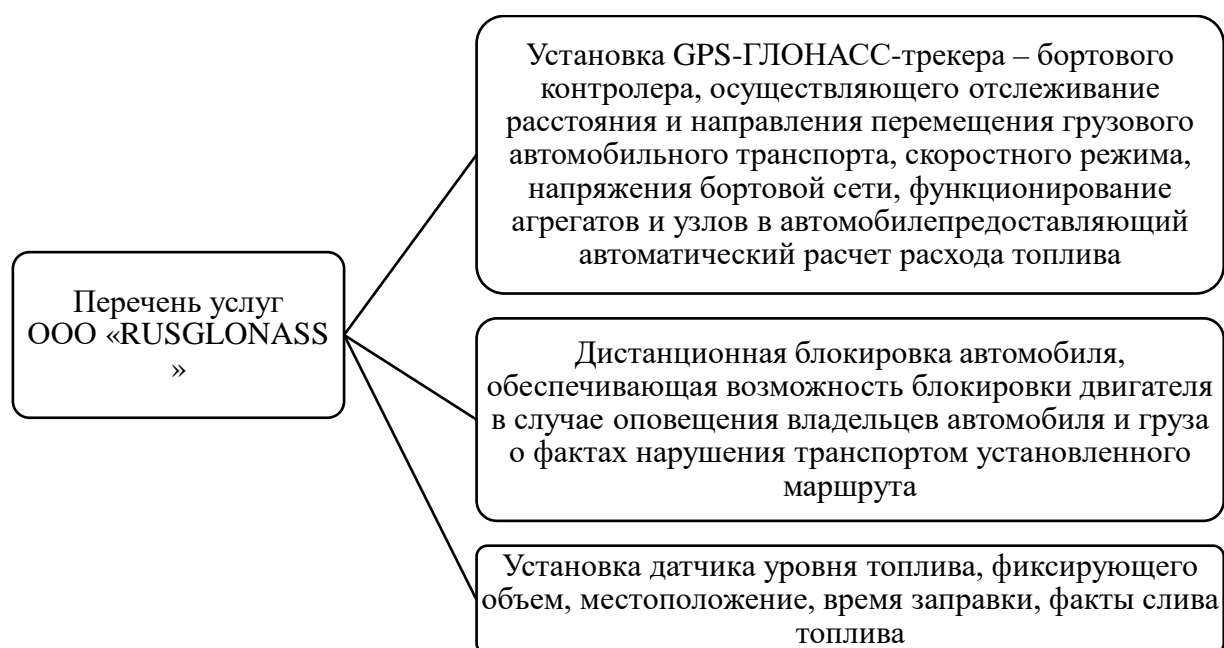 Перечень услуг
ООО «RUSGLONASS
»
Установка GPS-ГЛОНАСС-трекера – бортового
контролера, осуществляющего отслеживание
расстояния и направления перемещения грузового
автомобильного транспорта, скоростного режима,
напряжения бортовой сети, функционирование
агрегатов и узлов в автомобилепредоставляющий
автоматический расчет расхода топлива
Дистанционная блокировка автомобиля,
обеспечивающая возможность блокировки двигателя
в случае оповещения владельцев автомобиля и груза
о фактах нарушения транспортом установленного
маршрута
Установка датчика уровня топлива, фиксирующего
объем, местоположение, время заправки, факты слива
топлива